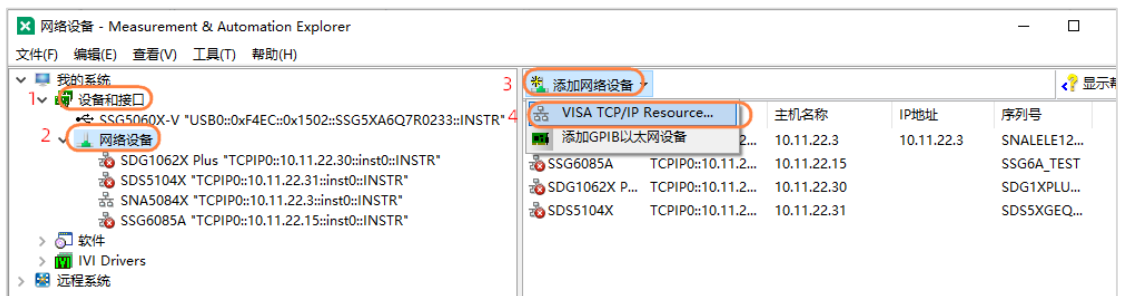 网络设备 - Measurement & Automation Explorer
文件(F) 编辑(E) 查看(V) 工具(T) 帮助(H)
我的系统
1 设备和接口
SSG5060X-V "USB0::0xF4EC::0x1502::SSG5XA6Q7R0233::INSTR"
2 网络设备
SDG1062X Plus "TCPIP0::10.11.22.30::inst0::INSTR"
SDS5104X "TCPIP0::10.11.22.31::inst0::INSTR"
SNA5084X "TCPIP0::10.11.22.3::inst0::INSTR"
SSG6085A "TCPIP0::10.11.22.15::inst0::INSTR"
软件
IVI Drivers
远程系统
3 添加网络设备
显示
4 VISA TCP/IP Resource...
添加GPIB以太网设备
主机名称 IP地址 序列号
2... 10.11.22.3 10.11.22.3 SNALELE12...
SSG6085A TCPIP0::10.11.2... 10.11.22.15 SSG6A_TEST
SDG1062X P... TCPIP0::10.11.2... 10.11.22.30 SDG1XPLU...
SDS5104X TCPIP0::10.11.2... 10.11.22.31 SDS5XGEQ...